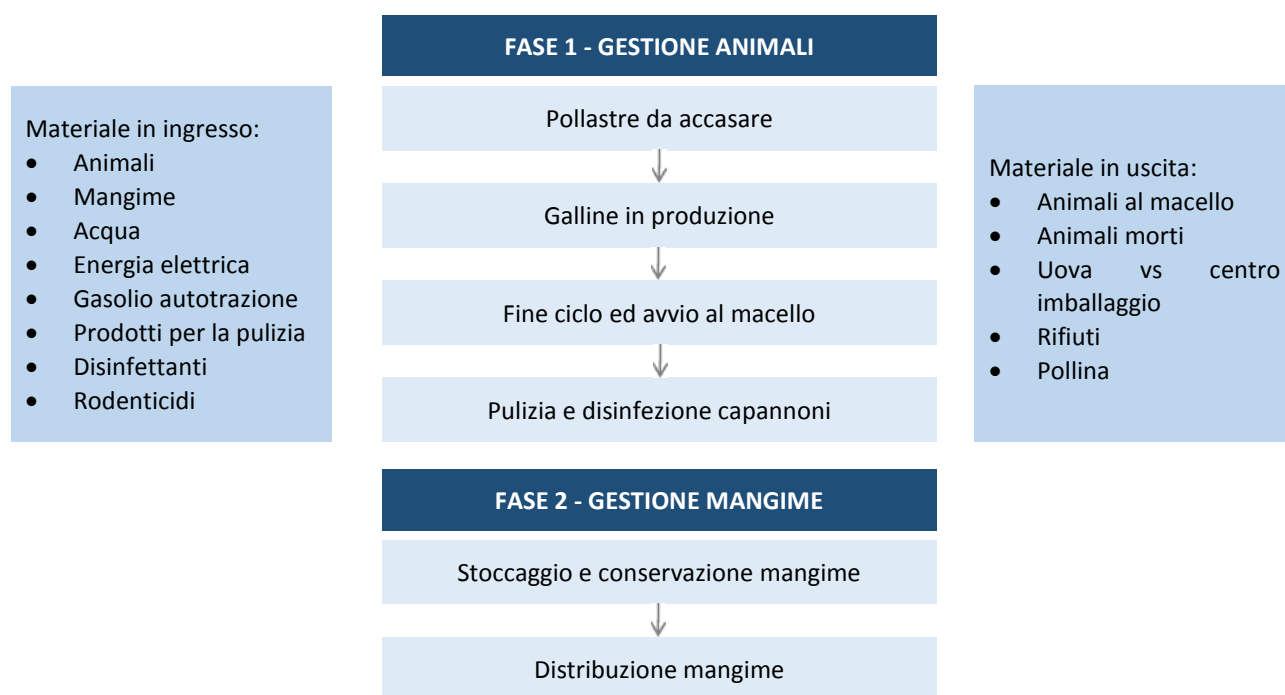 FASE 1 - GESTIONE ANIMALI
Materiale in ingresso:
• Animali
• Mangime
• Acqua
• Energia elettrica
• Gasolio autotrazione
• Prodotti per la pulizia
• Disinfettanti
• Rodenticidi
Pollastre da accasare
Galline in produzione
Fine ciclo ed avvio al macello
Pulizia e disinfezione capannoni
Materiale in uscita:
• Animali al macello
• Animali morti
• Uova vs centro
imballaggio
• Rifiuti
• Pollina
FASE 2 - GESTIONE MANGIME
Stoccaggio e conservazione mangime
Distribuzione mangime